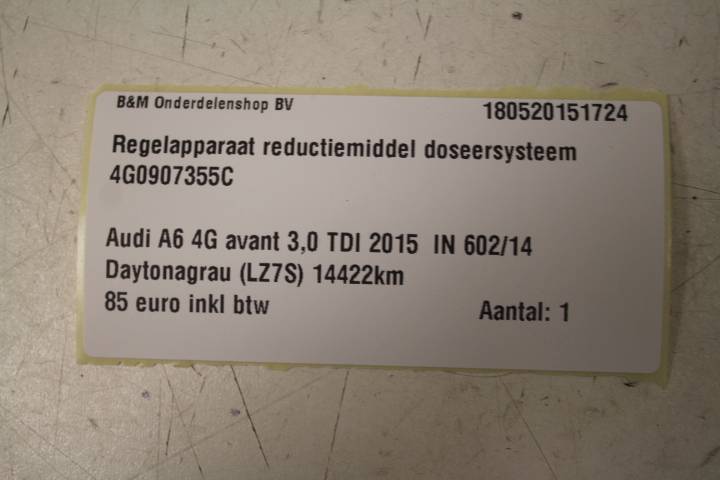 B&M Onderdelenshop BV 180520151724
Regelapparaat reductiemiddel doseersysteem
4G0907355C
Audi A6 4G avant 3,0 TDI 2015 IN 602/14
Daytonagrau (LZ7S) 14422km
85 euro inkl btw Aantal: 1